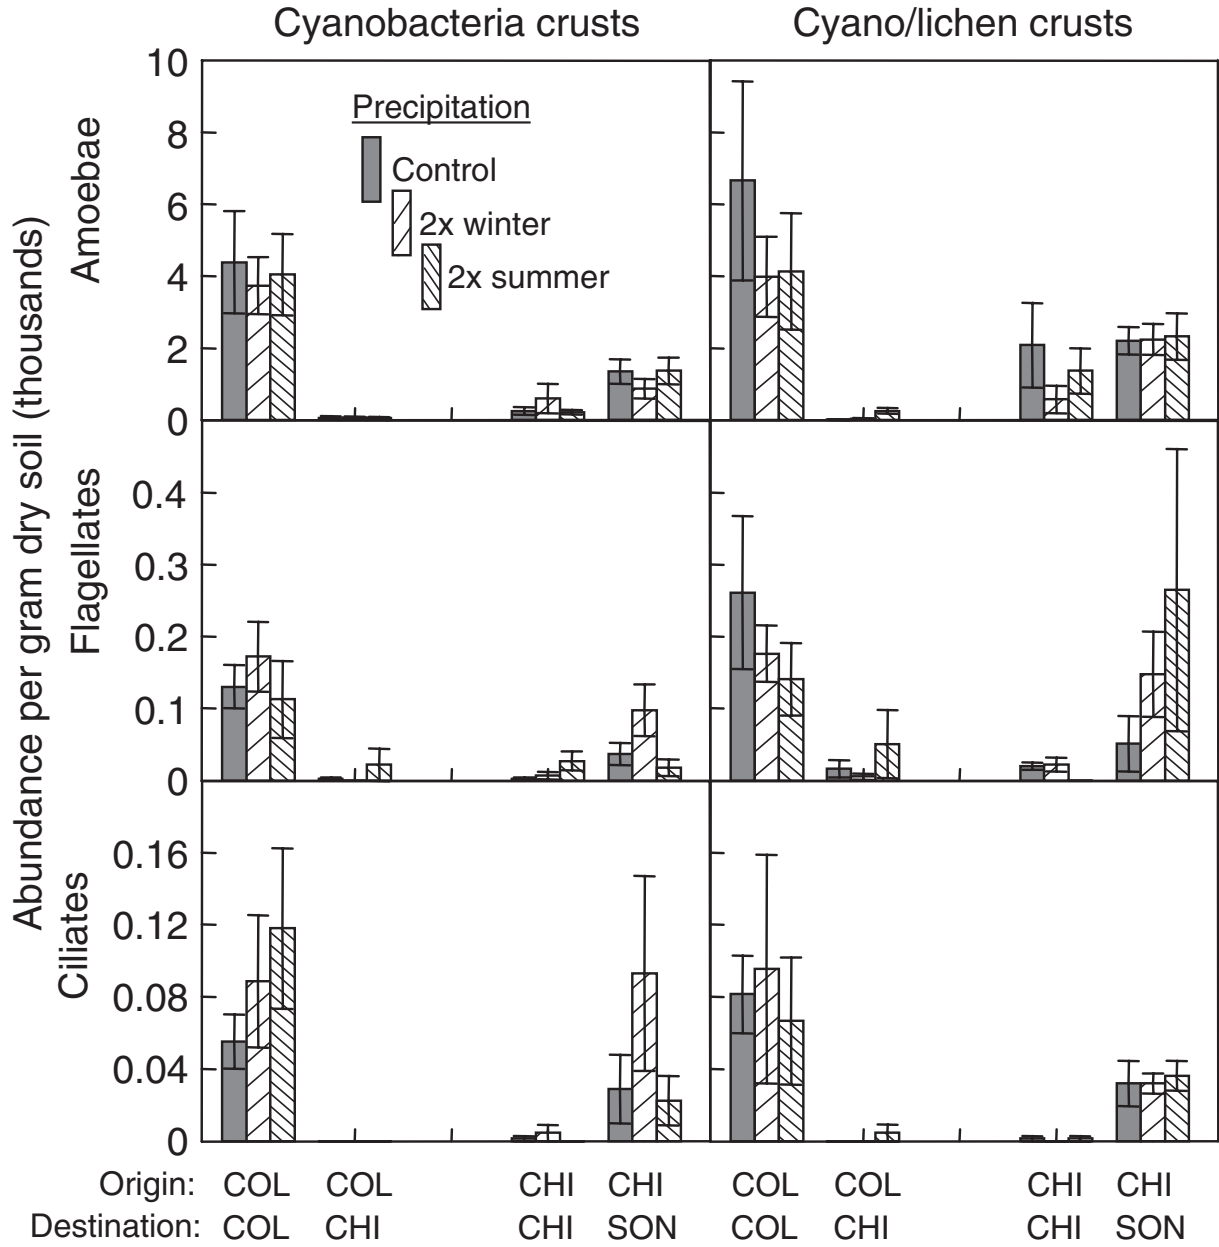 Cyanobacteria crusts
Cyano/lichen crusts
Abundance per gram dry soil (thousands)
Amoebae
10
8
6
4
2
0
Precipitation
Control
2x winter
2x summer
Flagellates
0.4
0.3
0.2
0.1
0
Ciliates
0.16
0.12
0.08
0.04
0
Origin: COL COL CHI CHI COL COL CHI CHI
Destination: COL CHI CHI SON COL CHI CHI SON